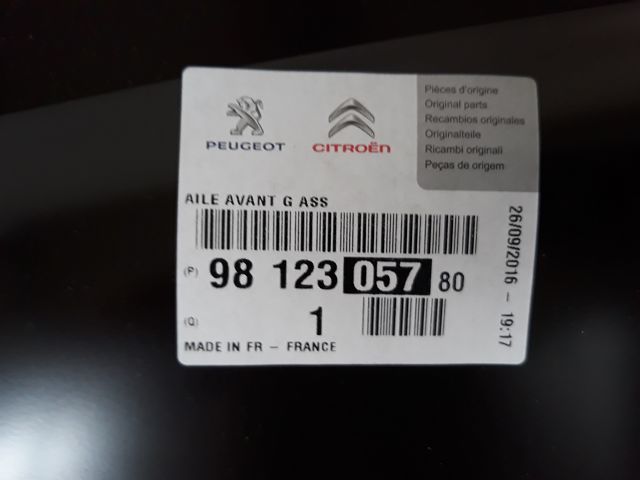 PEUGEOT
CITROËN
Pièces d'origine
Original parts
Recambios originales
Originalteile
Ricambi originali
Peças de origem
AILE AVANT G ASS
(P) 98 123 057 80
(Q) 1
MADE IN FR - FRANCE
26/09/2016 - 19:17